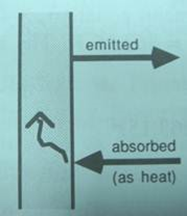 emitted
absorbed
(as heat)